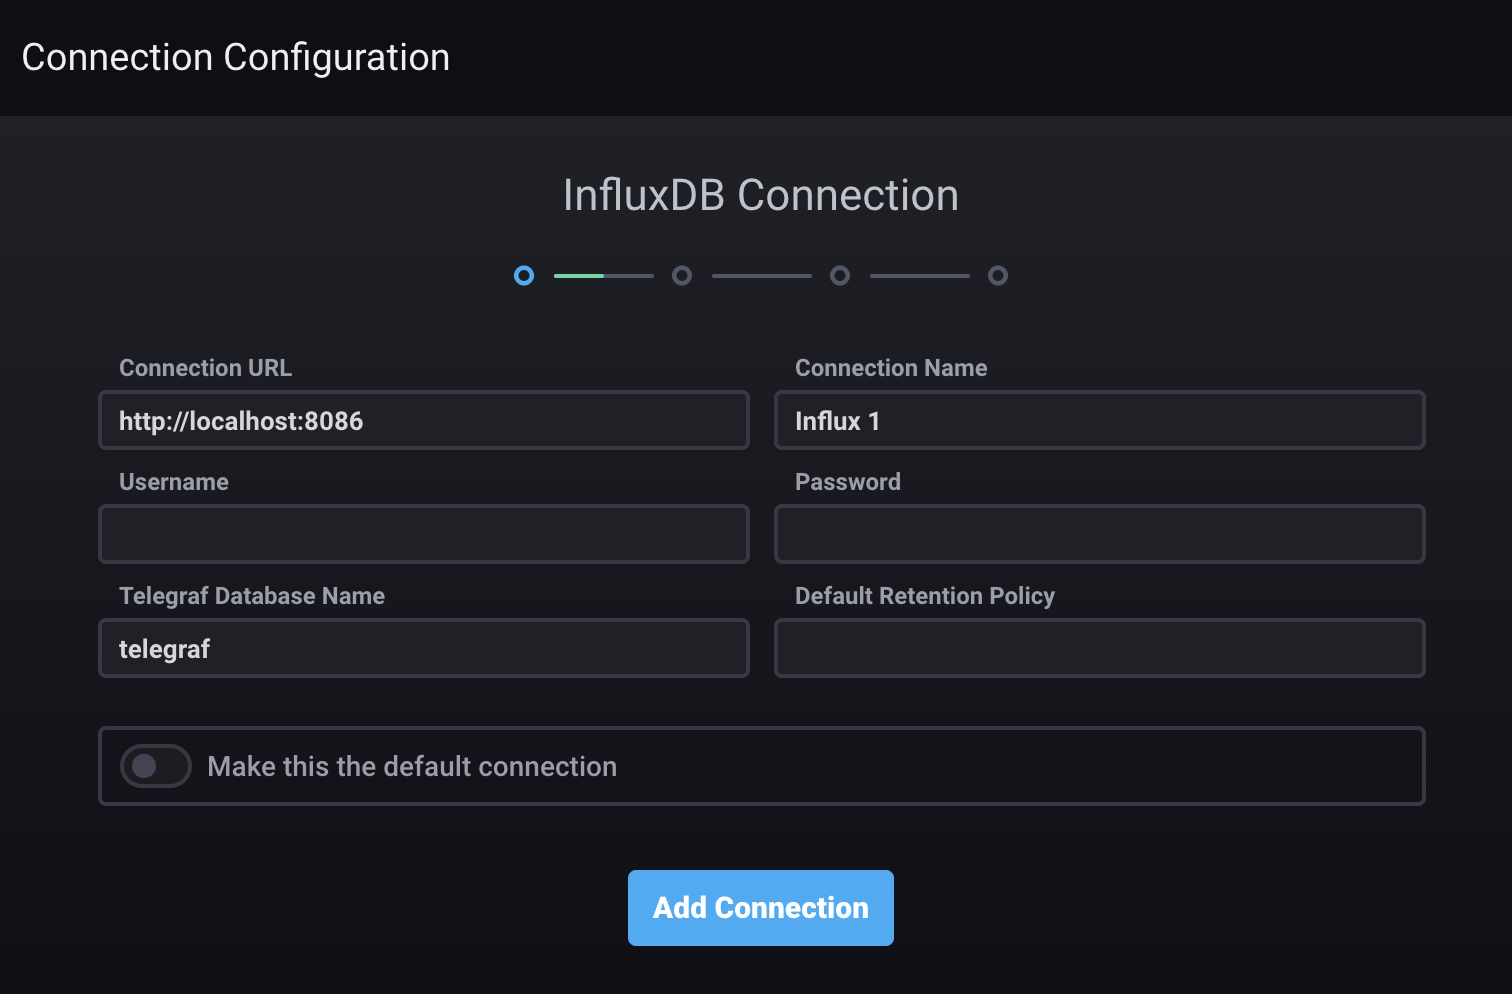 Connection Configuration
InfluxDB Connection
Connection URL
Connection Name
http://localhost:8086
Influx 1
Username
Password
Telegraf Database Name
Default Retention Policy
telegraf
Make this the default connection
Add Connection